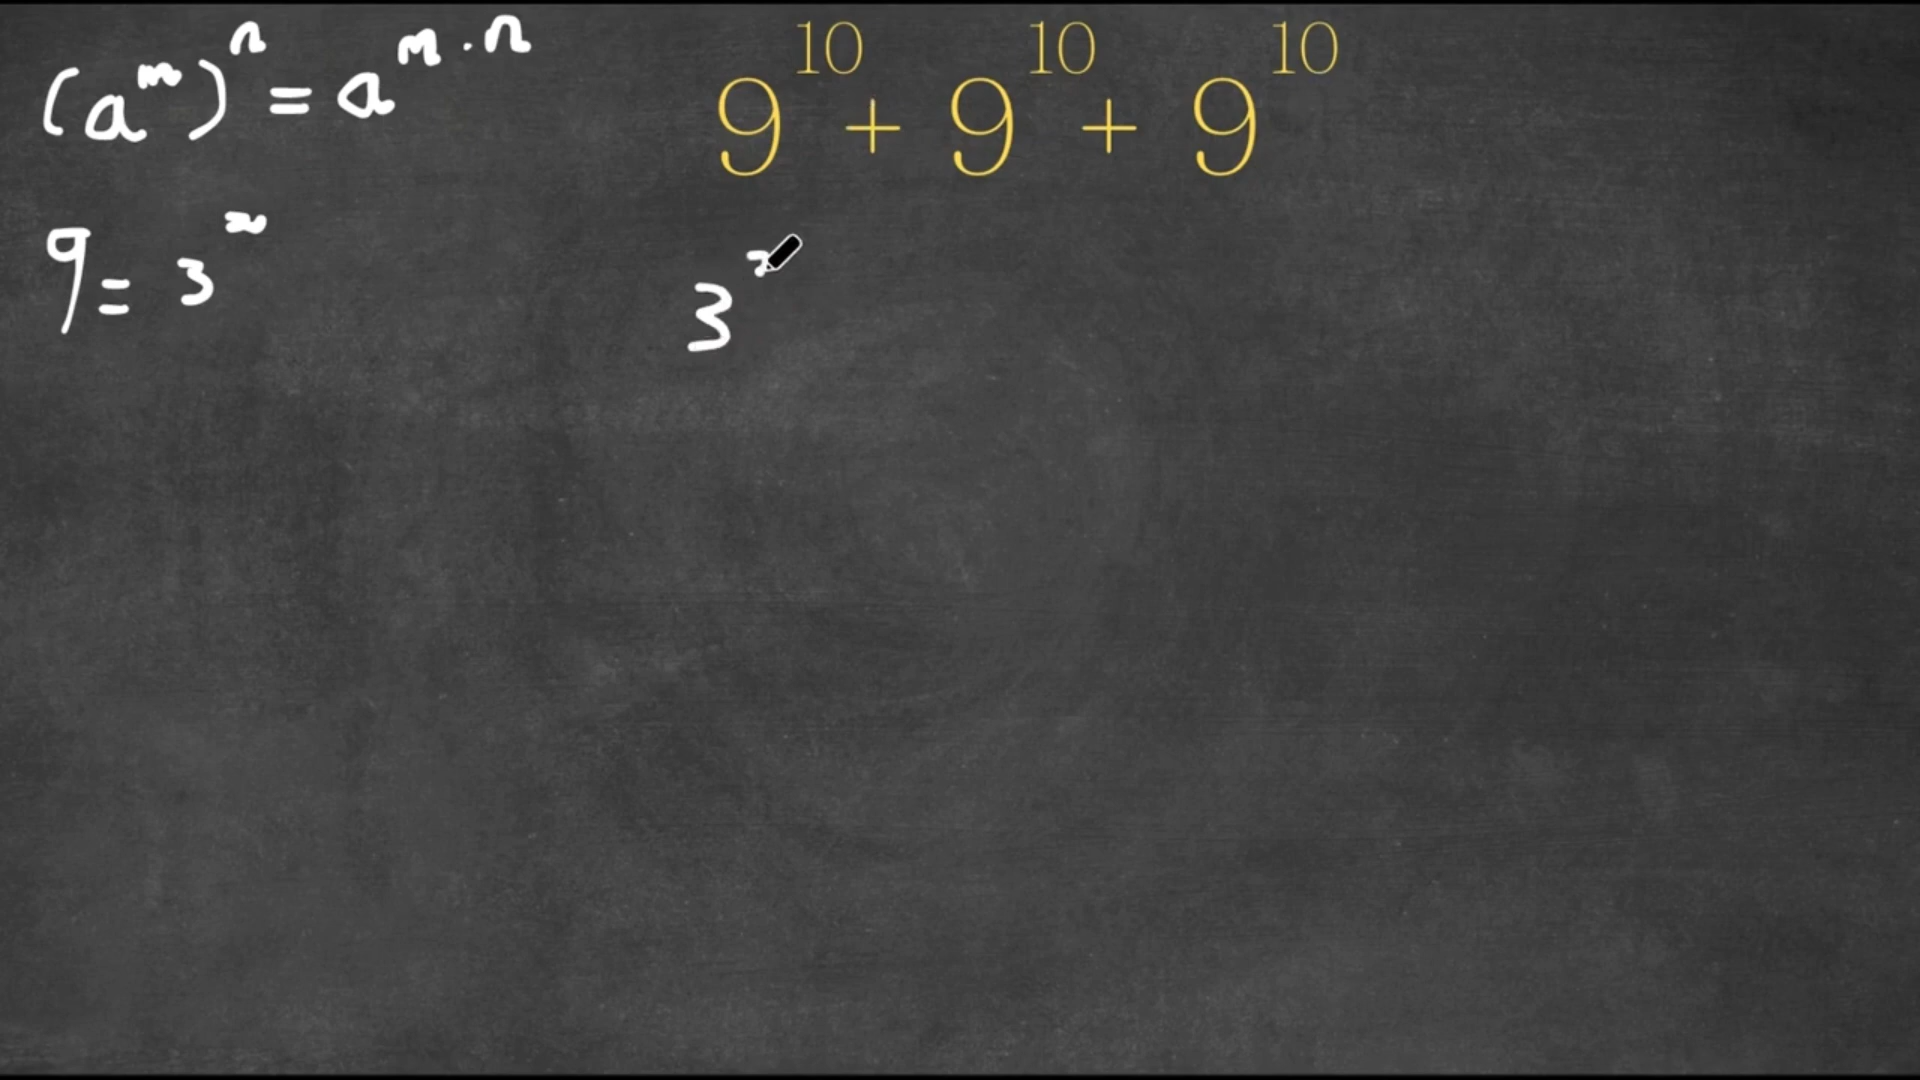 (a^m)^n = a^{m·n}
9^{10} + 9^{10} + 9^{10}
9 = 3^2
3^2